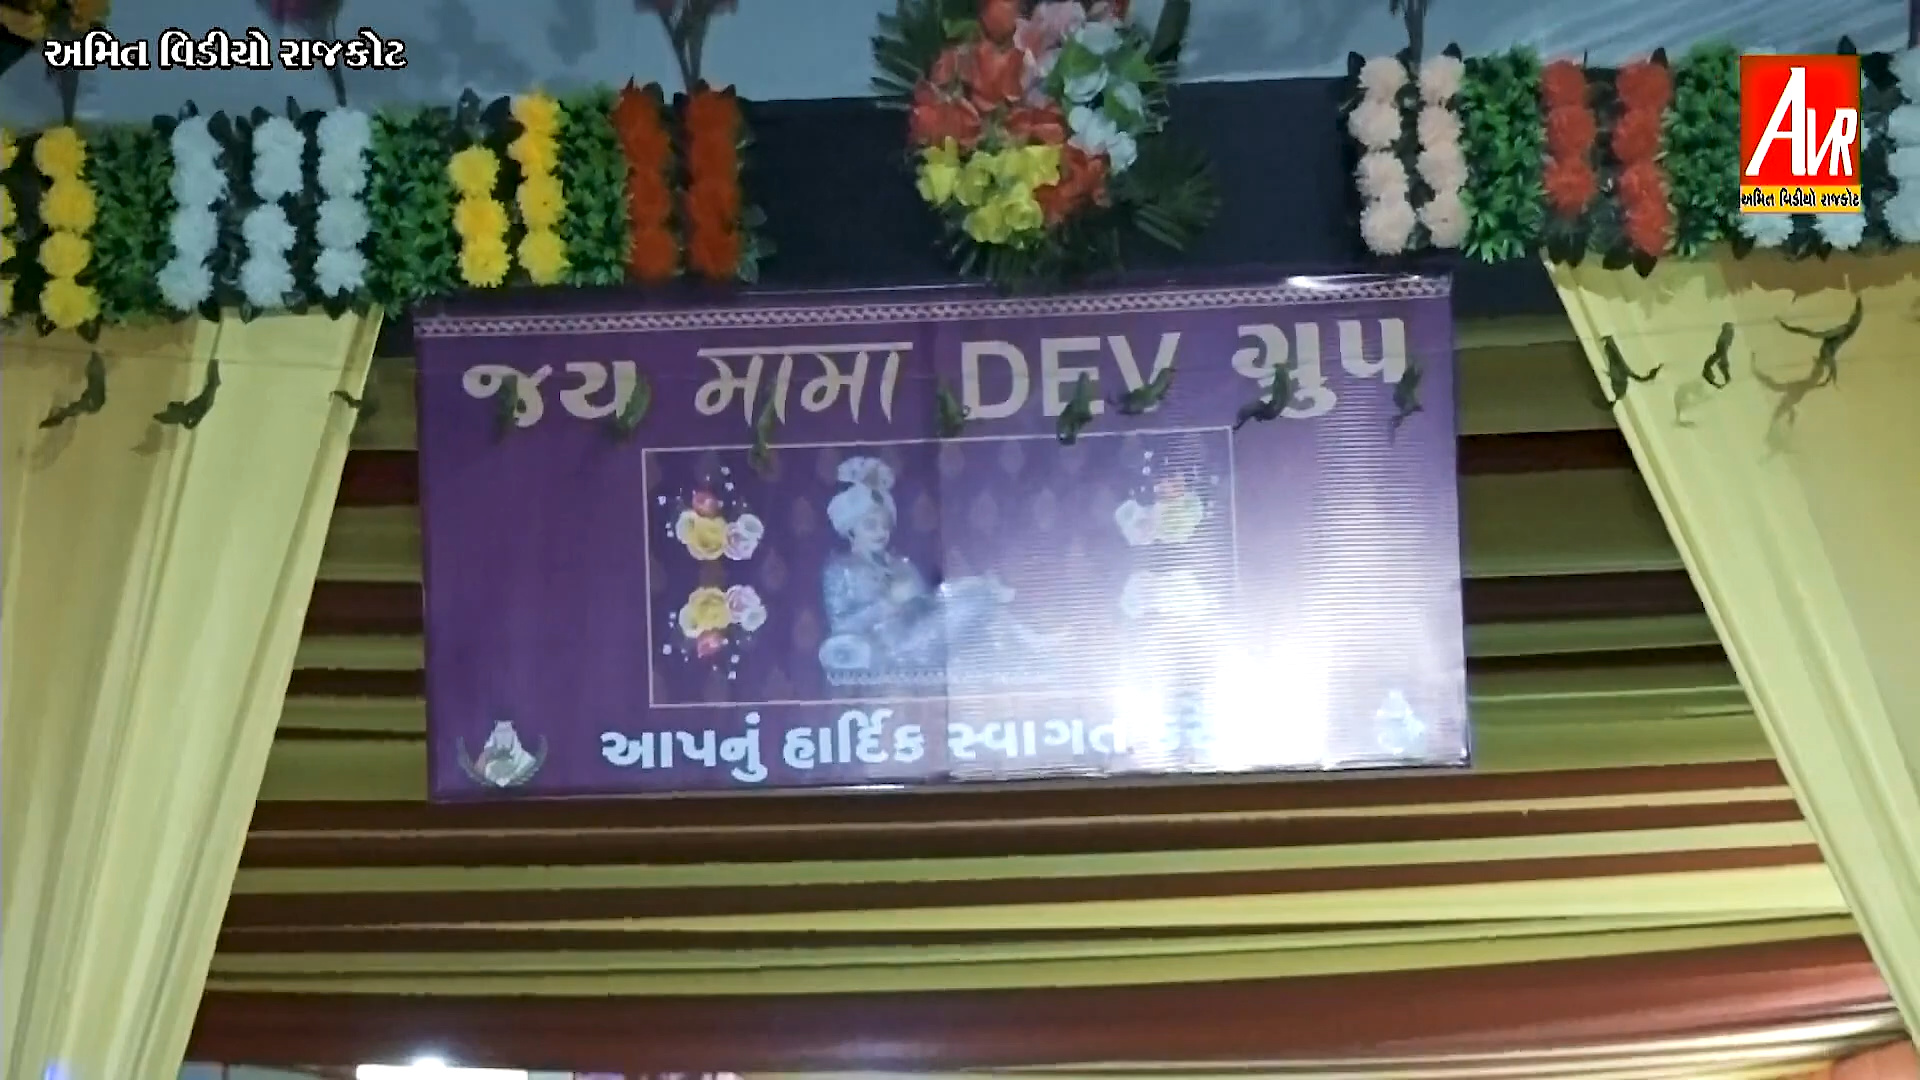 અમિત વિડીયો રાજકોટ
AVR
અમિત વિડીયો રાજકોટ
જય मामा DEV ગ્રુપ
આપનું હાર્દિક સ્વાગત